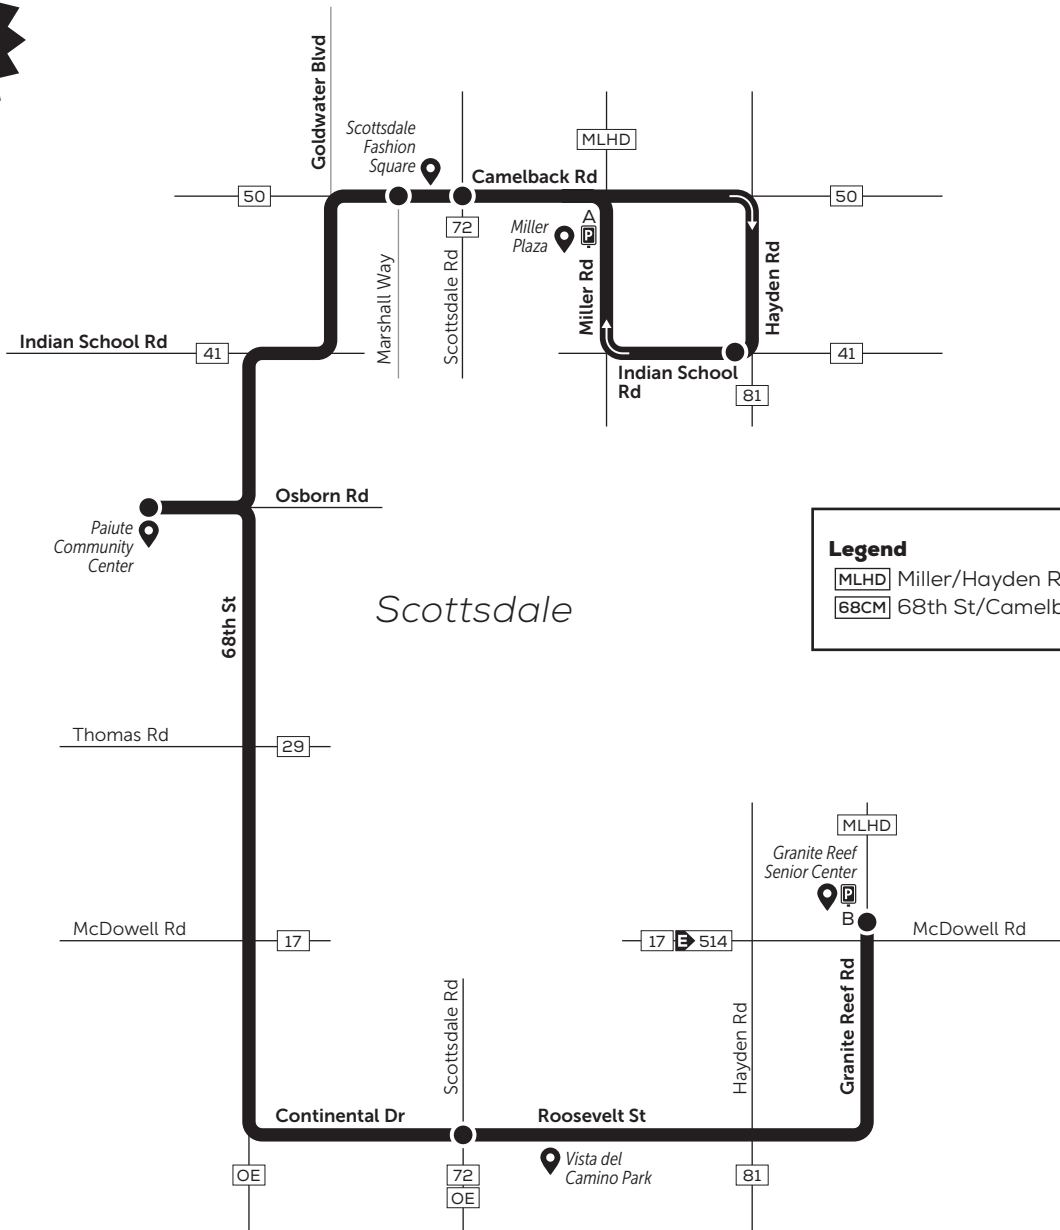 Goldwater Blvd
Scottsdale
Fashion
Square
MLHD
Camelback Rd
50
50
72
Miller
Plaza
A
P
Miller Rd
Hayden Rd
Marshall Way
Scottsdale Rd
Indian School Rd
41
41
Indian School
Rd
81
Osborn Rd
Paiute
Community
Center
Legend
MLHD Miller/Hayden R
68CM 68th St/Camelb
Scottsdale
68th St
Thomas Rd
29
MLHD
Granite Reef
Senior Center
P
B
McDowell Rd
17
17 E 514
McDowell Rd
Scottsdale Rd
Hayden Rd
Granite Reef Rd
Continental Dr
Roosevelt St
OE
72
OE
Vista del
Camino Park
81